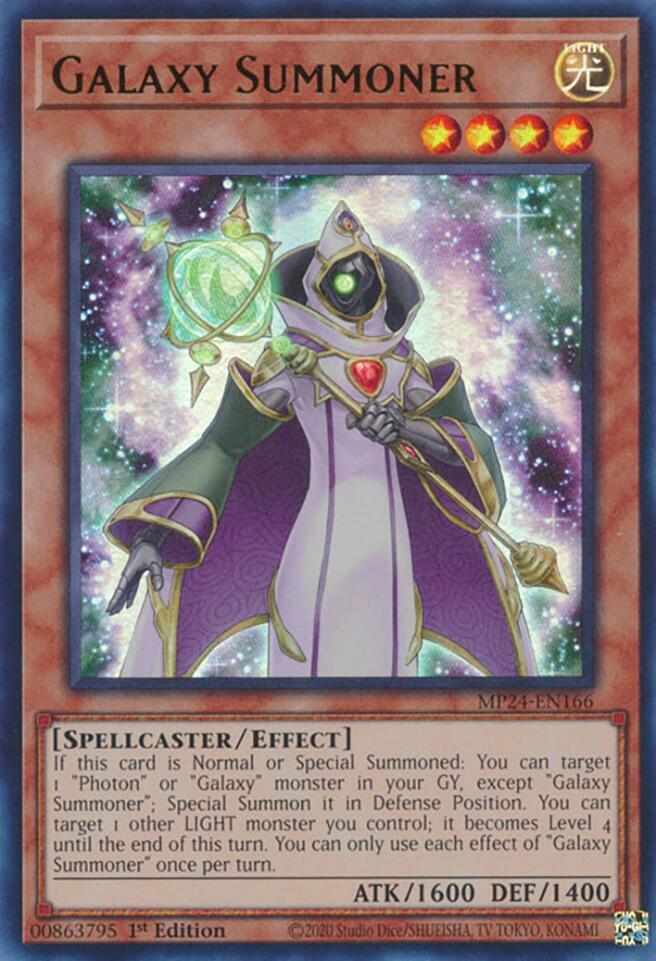 GALAXY SUMMONER
LIGHT
光
MP24-EN166
[SPELLCASTER/EFFECT]
If this card is Normal or Special Summoned: You can target
1 "Photon" or "Galaxy" monster in your GY, except "Galaxy
Summoner"; Special Summon it in Defense Position. You can
target 1 other LIGHT monster you control; it becomes Level 4
until the end of this turn. You can only use each effect of "Galaxy
Summoner" once per turn.
ATK/1600 DEF/1400
00863795 1st Edition ©2020 Studio Dice/SHUEISHA, TV TOKYO, KONAMI